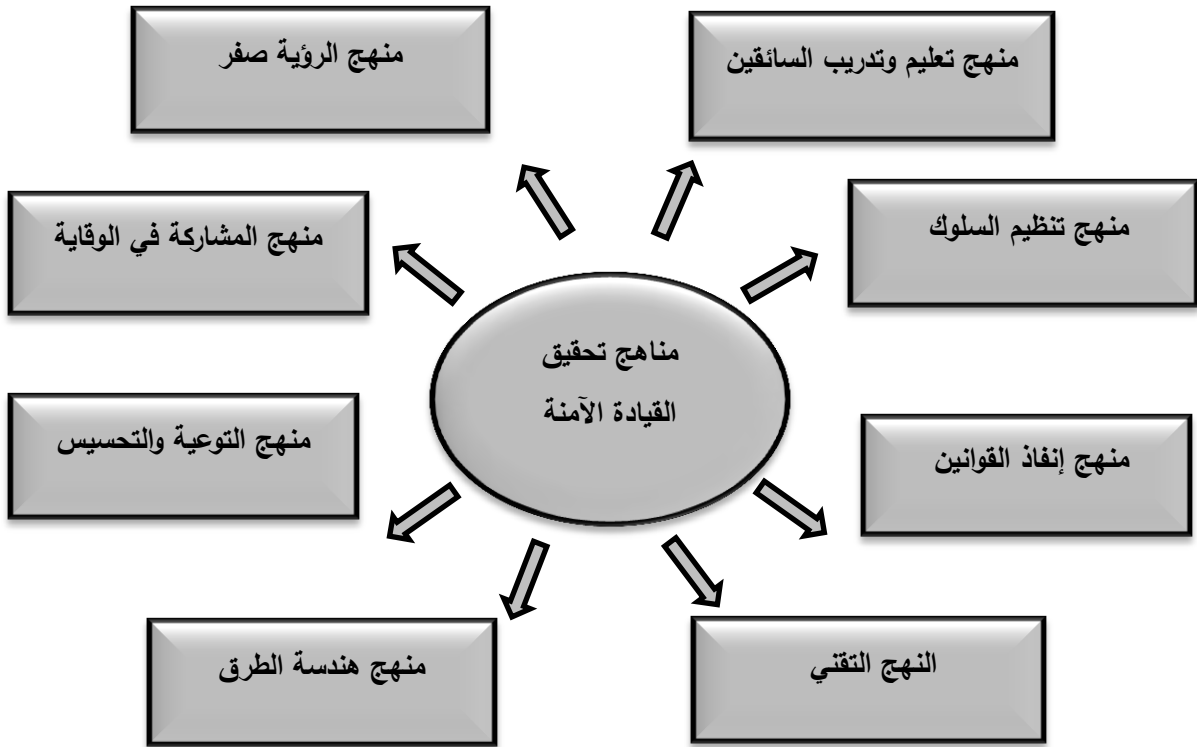 منهج تعليم وتدريب السائقين
منهج الرؤية صفر
منهج تنظيم السلوك
منهج المشاركة في الوقاية
مناهج تحقيق
القيادة الآمنة
منهج إنفاذ القوانين
منهج التوعية والتحسيس
النهج التقني
منهج هندسة الطرق